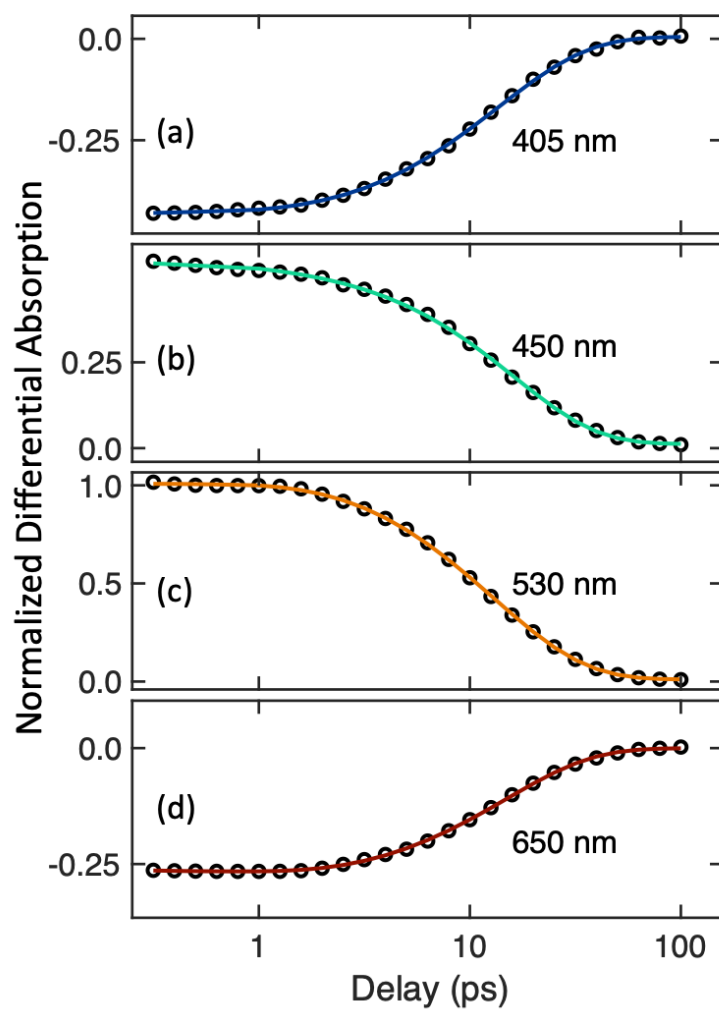 Normalized Differential Absorption
0.0
-0.25
(a)
405 nm
0.25
0.0
(b)
450 nm
1.0
0.5
0.0
(c)
530 nm
0.0
-0.25
(d)
650 nm
1
10
100
Delay (ps)